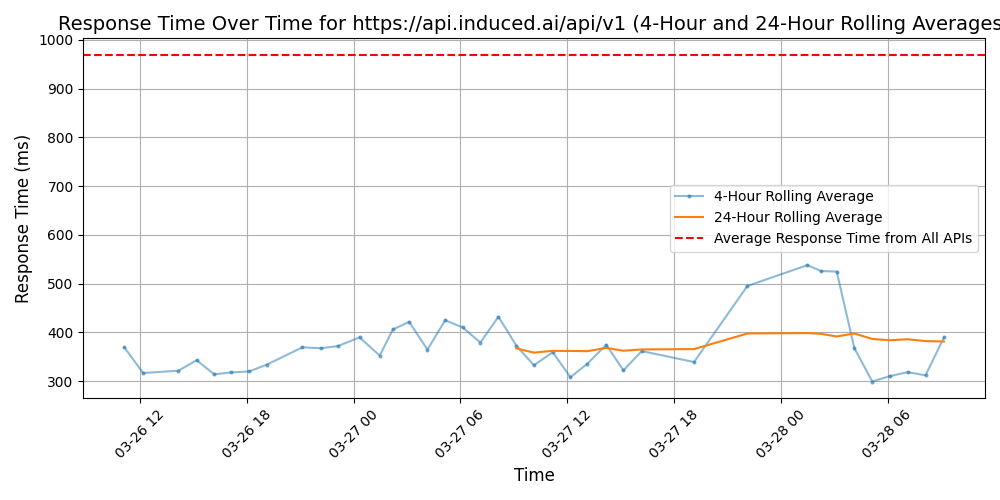 Response Time Over Time for https://api.induced.ai/api/v1 (4-Hour and 24-Hour Rolling Averages
1000
900
800
700
600
500
400
300
Response Time (ms)
4-Hour Rolling Average
24-Hour Rolling Average
Average Response Time from All APIs
03-26 12
03-26 18
03-27 00
03-27 06
03-27 12
03-27 18
03-28 00
03-28 06
Time